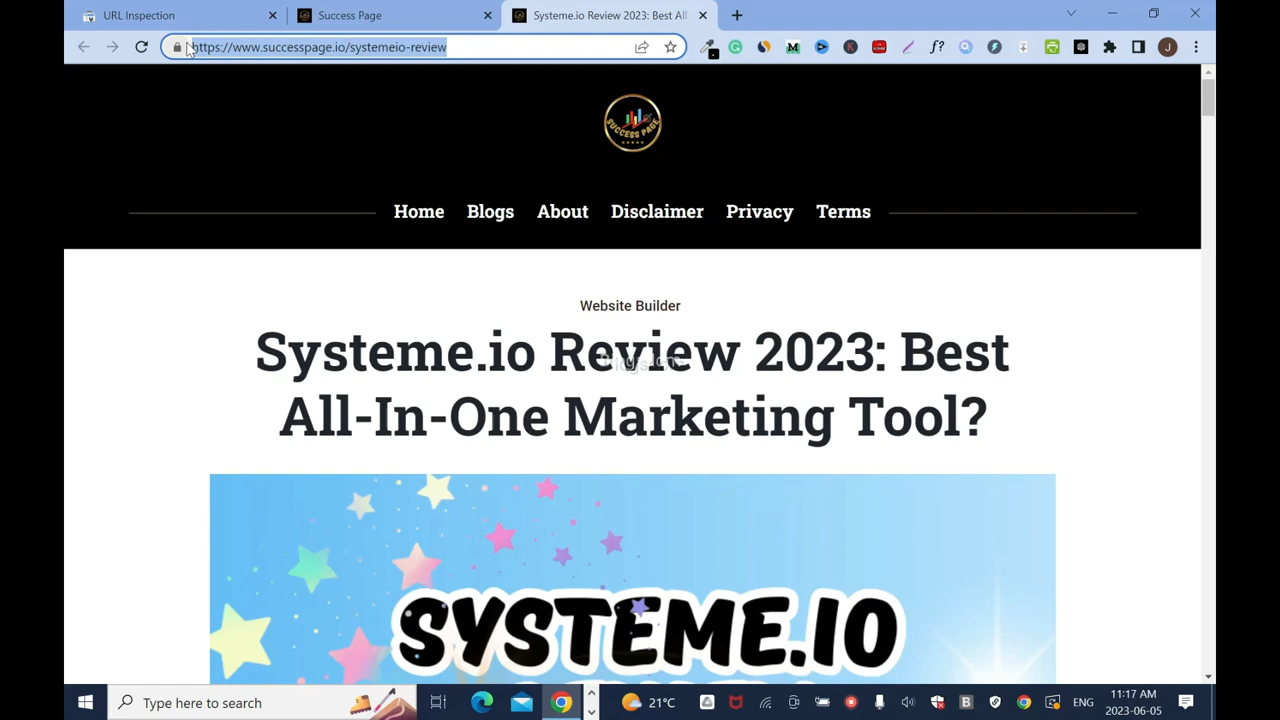 URL Inspection
Success Page
Systeme.io Review 2023: Best All
https://www.successpage.io/systemeio-review
f?
SUCCESS PAGE
Home Blogs About Disclaimer Privacy Terms
Website Builder
Systeme.io Review 2023: Best
All-In-One Marketing Tool?
SYSTEME.IO
Type here to search
21°C
ENG
11:17 AM
2023-06-05
J